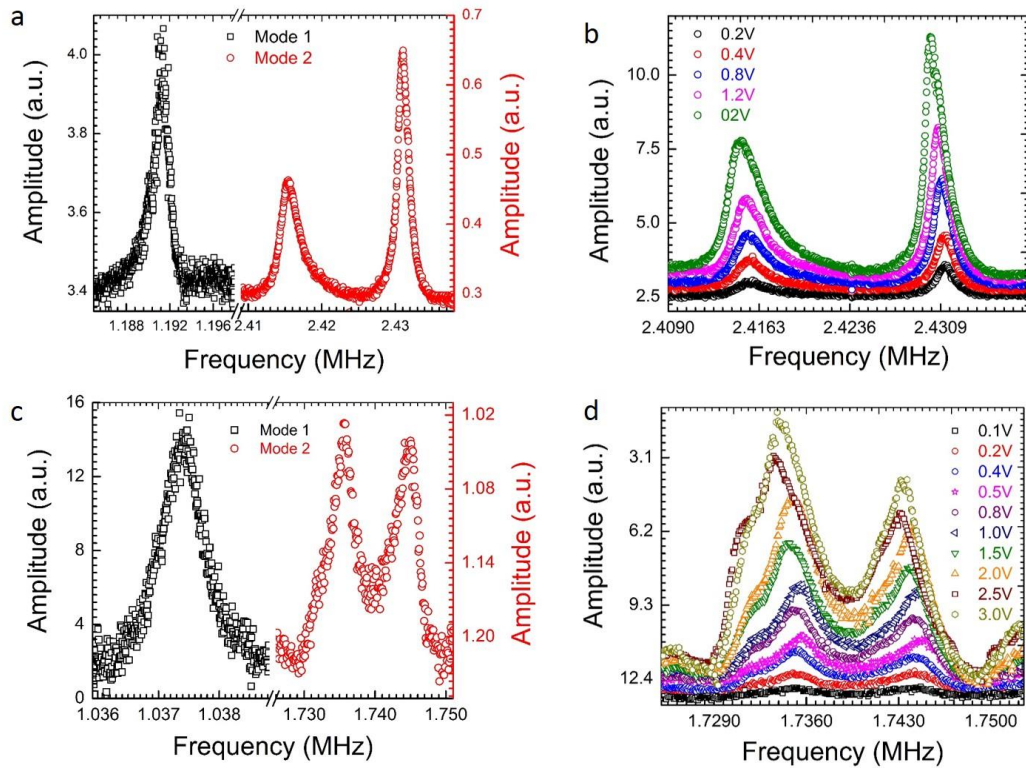 a
Mode 1
Mode 2
4.0
3.8
3.6
3.4
Amplitude (a.u.)
0.7
0.6
0.5
0.4
0.3
Amplitude (a.u.)
1.188 1.192 1.196 2.41 2.42 2.43
Frequency (MHz)
b
0.2V
0.4V
0.8V
1.2V
02V
10.0
7.5
5.0
2.5
Amplitude (a.u.)
2.4090 2.4163 2.4236 2.4309
Frequency (MHz)
c
Mode 1
Mode 2
16
12
8
4
0
Amplitude (a.u.)
1.02
1.08
1.14
1.20
Amplitude (a.u.)
1.036 1.037 1.038 1.730 1.740 1.750
Frequency (MHz)
d
0.1V
0.2V
0.4V
0.5V
0.8V
1.0V
1.5V
2.0V
2.5V
3.0V
3.1
6.2
9.3
12.4
Amplitude (a.u.)
1.7290 1.7360 1.7430 1.7500
Frequency (MHz)